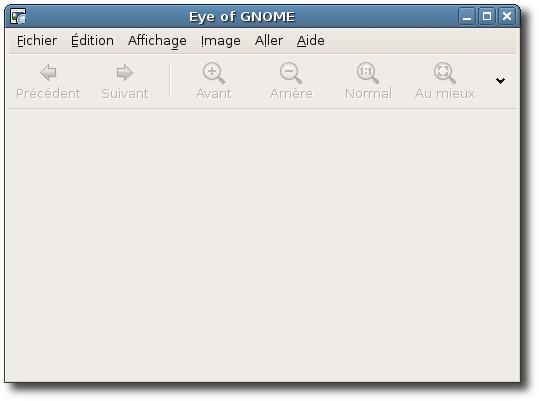 Eye of GNOME
Fichier Édition Affichage Image Aller Aide
Précédent Suivant Avant Arrière Normal Au mieux